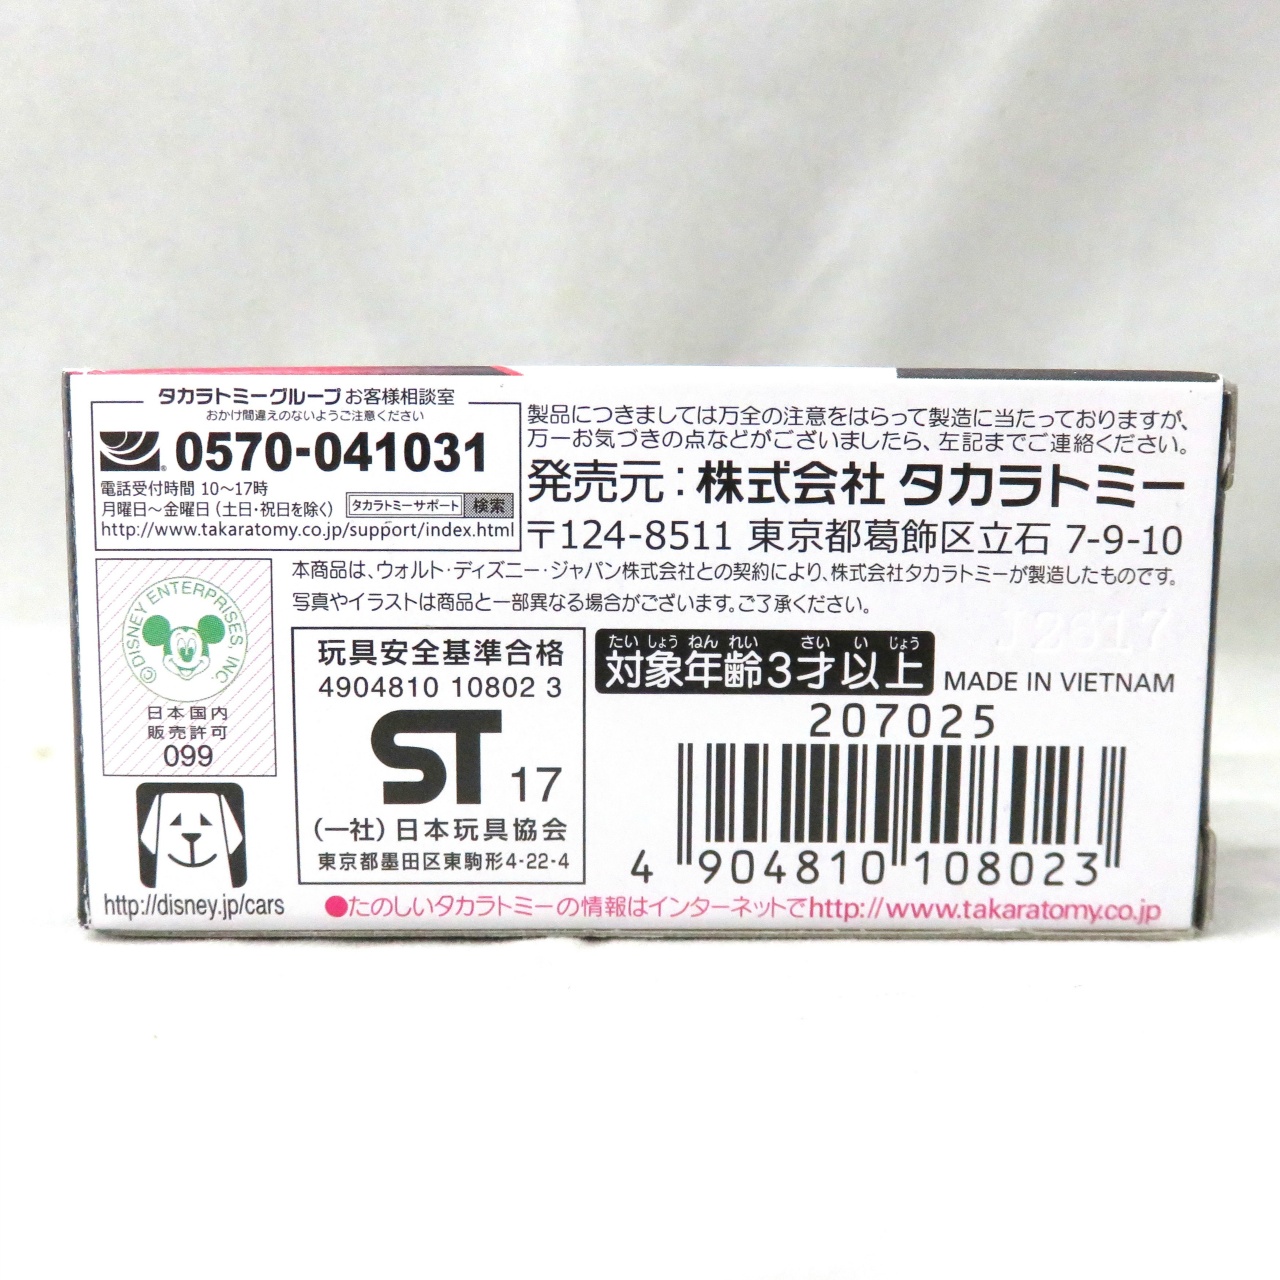 タカラトミーグループ お客様相談室
おかけ間違えのないようご注意ください
0570-041031
電話受付時間 10～17時
月曜日～金曜日（土日・祝日を除く）
タカラトミーサポート 検索
http://www.takaratomy.co.jp/support/index.html
製品につきましては万全の注意をはらって製造に当たっておりますが、
万一お気づきの点などがございましたら、左記までご連絡ください。
発売元：株式会社 タカラトミー
〒124-8511 東京都葛飾区立石 7-9-10
本商品は、ウォルト・ディズニー・ジャパン株式会社との契約により、株式会社タカラトミーが製造したものです。
写真やイラストは商品と一部異なる場合がございます。ご了承ください。
©DISNEY ENTERPRISES, INC.
日本国内
販売許可
099
http://disney.jp/cars
玩具安全基準合格
4904810 10802 3
ST 17
（一社）日本玩具協会
東京都墨田区東駒形4-22-4
たい しょう ねん れい さい い じょう
対象年齢3才以上
MADE IN VIETNAM
207025
4 904810 108023
●たのしいタカラトミーの情報はインターネットでhttp://www.takaratomy.co.jp